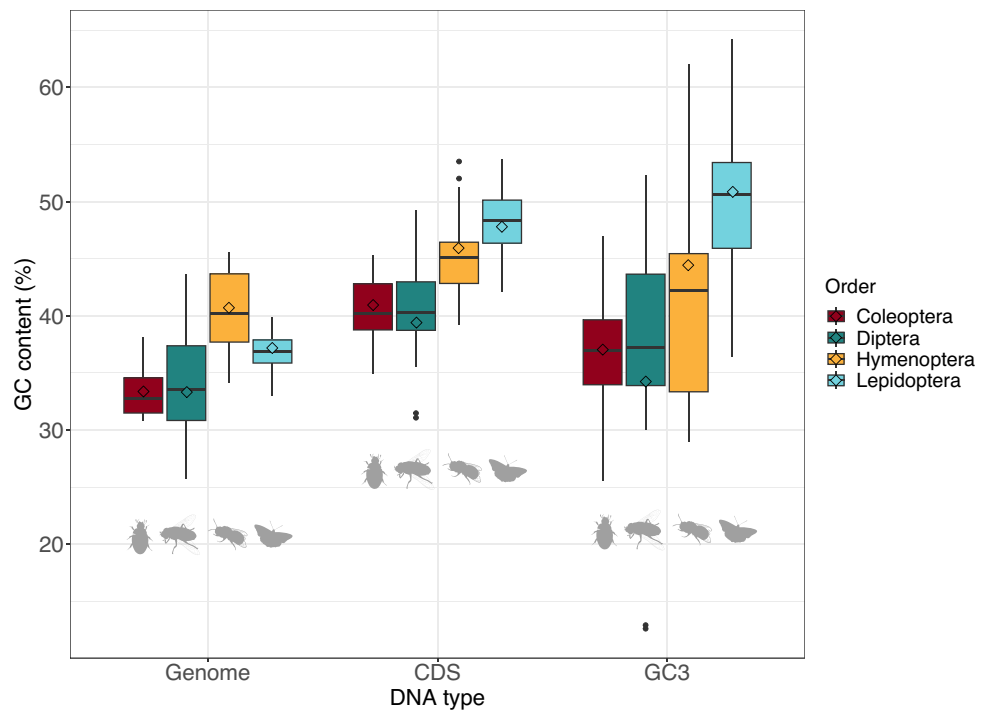 GC content (%)
60
50
40
30
20
Genome
CDS
GC3
DNA type
Order
Coleoptera
Diptera
Hymenoptera
Lepidoptera